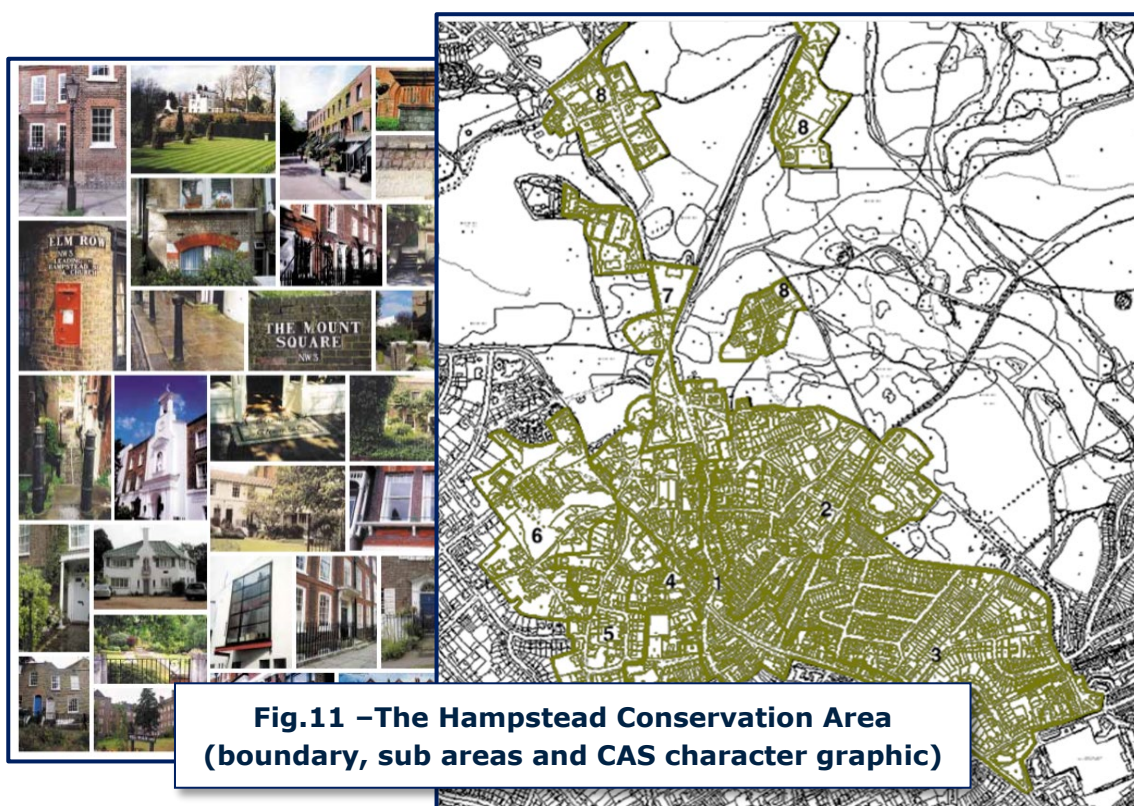 ELM ROW
NW3
LEADING TO
HAMPSTEAD
& CHURCH
THE MOUNT
SQUARE
NW3
8
8
7
8
6
2
4
1
5
3
Fig.11 –The Hampstead Conservation Area
(boundary, sub areas and CAS character graphic)